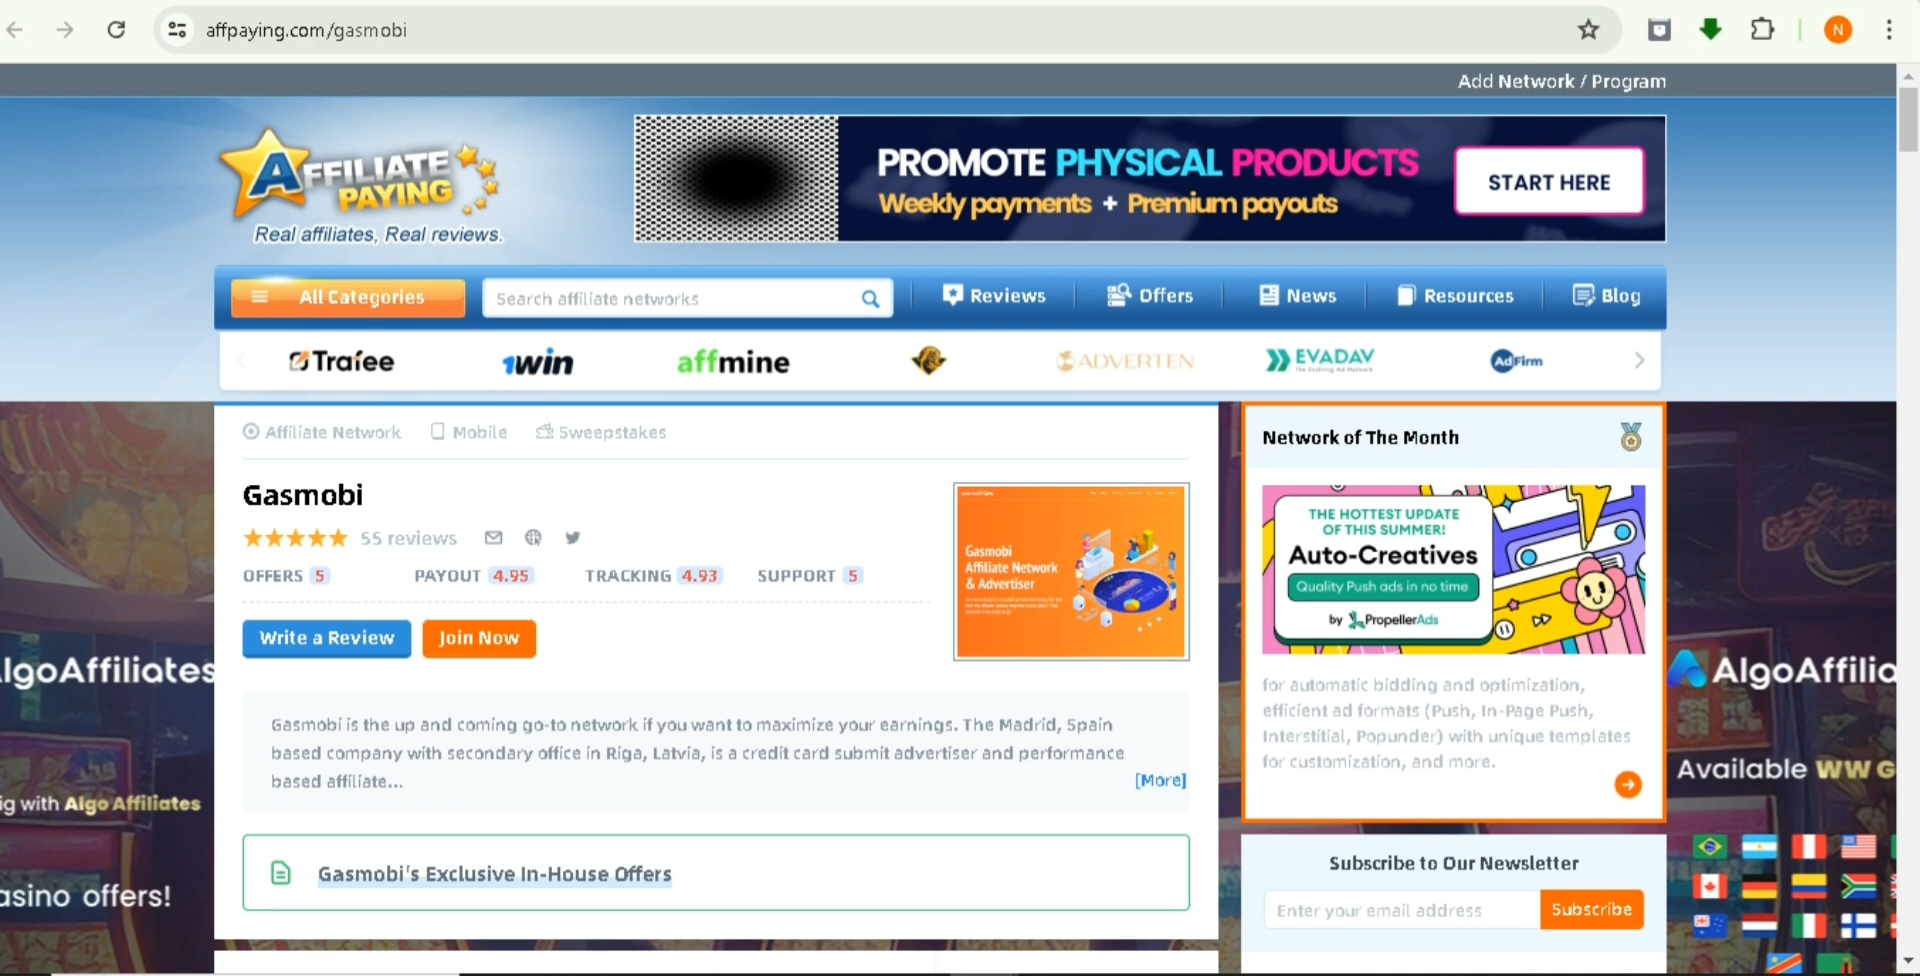 affpaying.com/gasmobi
N
Add Network / Program
AFFILIATE
PAYING
Real affiliates, Real reviews.
PROMOTE PHYSICAL PRODUCTS
Weekly payments + Premium payouts
START HERE
All Categories
Search affiliate networks
Reviews
Offers
News
Resources
Blog
Trafee
1win
affmine
ADVERTEN
EVADAV
AdFirm
Affiliate Network
Mobile
Sweepstakes
Gasmobi
55 reviews
OFFERS 5
PAYOUT 4.95
TRACKING 4.93
SUPPORT 5
Write a Review
Join Now
Gasmobi
Affiliate Network
& Advertiser
Gasmobi is the up and coming go-to network if you want to maximize your earnings. The Madrid, Spain
based company with secondary office in Riga, Latvia, is a credit card submit advertiser and performance
based affiliate...
[More]
Gasmobi's Exclusive In-House Offers
Network of The Month
THE HOTTEST UPDATE
OF THIS SUMMER!
Auto-Creatives
Quality Push ads in no time
by PropellerAds
for automatic bidding and optimization,
efficient ad formats (Push, In-Page Push,
Interstitial, Popunder) with unique templates
for customization, and more.
Subscribe to Our Newsletter
Enter your email address
Subscribe
lgoAffiliates
ig with Algo Affiliates
asino offers!
AlgoAffilia
Available WW G